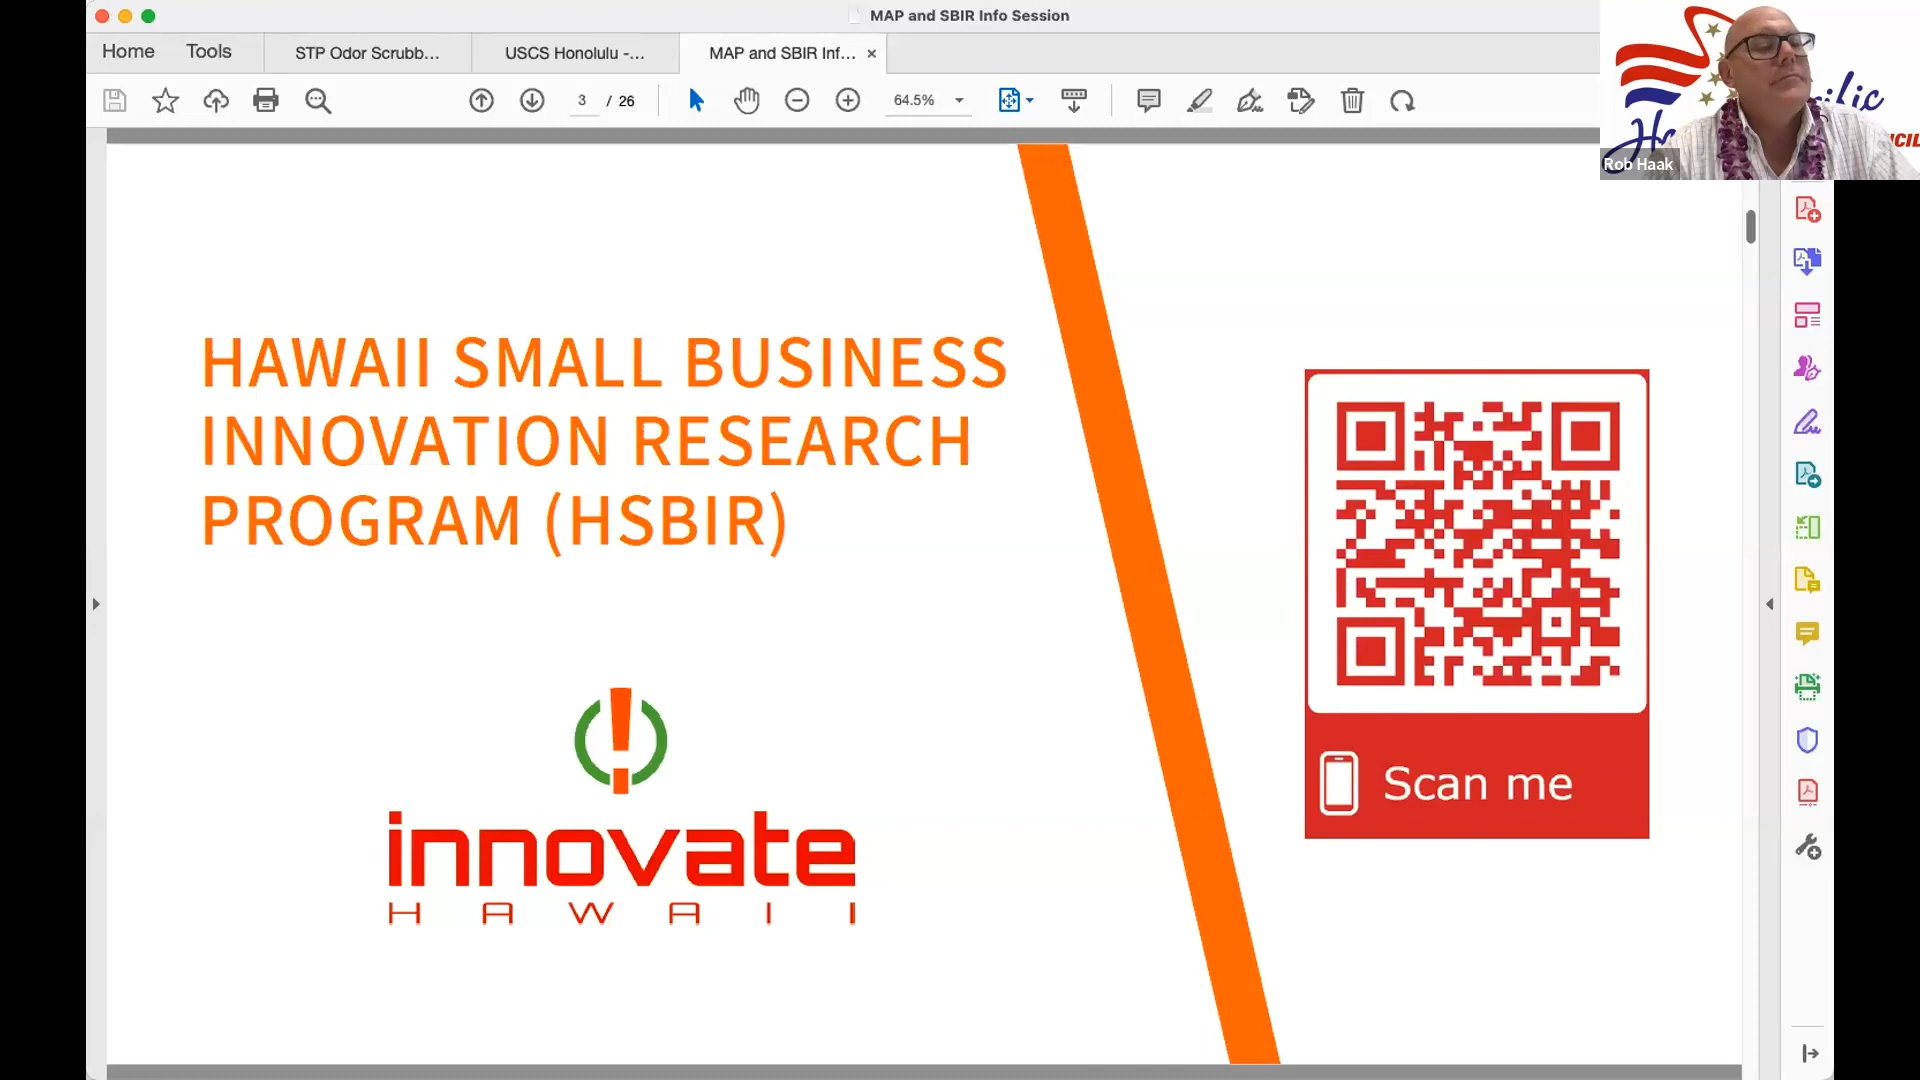 MAP and SBIR Info Session
Home
Tools
STP Odor Scrubb...
USCS Honolulu -...
MAP and SBIR Inf...
3
/ 26
64.5%
Rob Haak
HAWAII SMALL BUSINESS
INNOVATION RESEARCH
PROGRAM (HSBIR)
innovate
HAWAII
Scan me